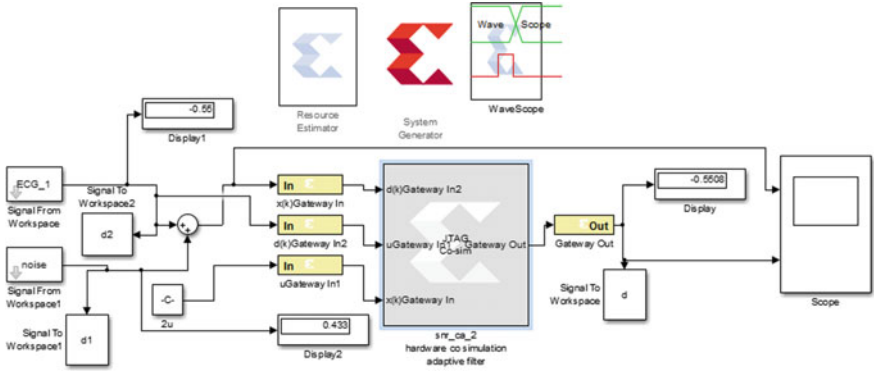 Wave Scope
Resource
Estimator
System
Generator
WaveScope
-0.55
Display1
ECG_1
Signal From
Workspace
Signal To
Workspace2
d2
In
x(k)Gateway In
In
d(k)Gateway In2
In
uGateway In1
d(k)Gateway In2
uGateway In1
JTAG
Co-sim
Gateway Out
x(k)Gateway In
snr_ca_2
hardware co simulation
adaptive filter
Out
Gateway Out
-0.5508
Display
Signal To
Workspace
d
Scope
noise
Signal From
Workspace1
Signal To
Workspace1
d1
-C-
2u
0.433
Display2